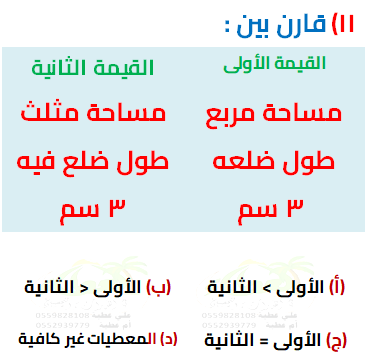 ١١) قارن بين :
القيمة الأولى
القيمة الثانية
مساحة مربع
مساحة مثلث
طول ضلعه
طول ضلع فيه
٣ سم
٣ سم
(أ) الأولى > الثانية
(ب) الأولى < الثانية
(ج) الأولى = الثانية
(د) المعطيات غير كافية